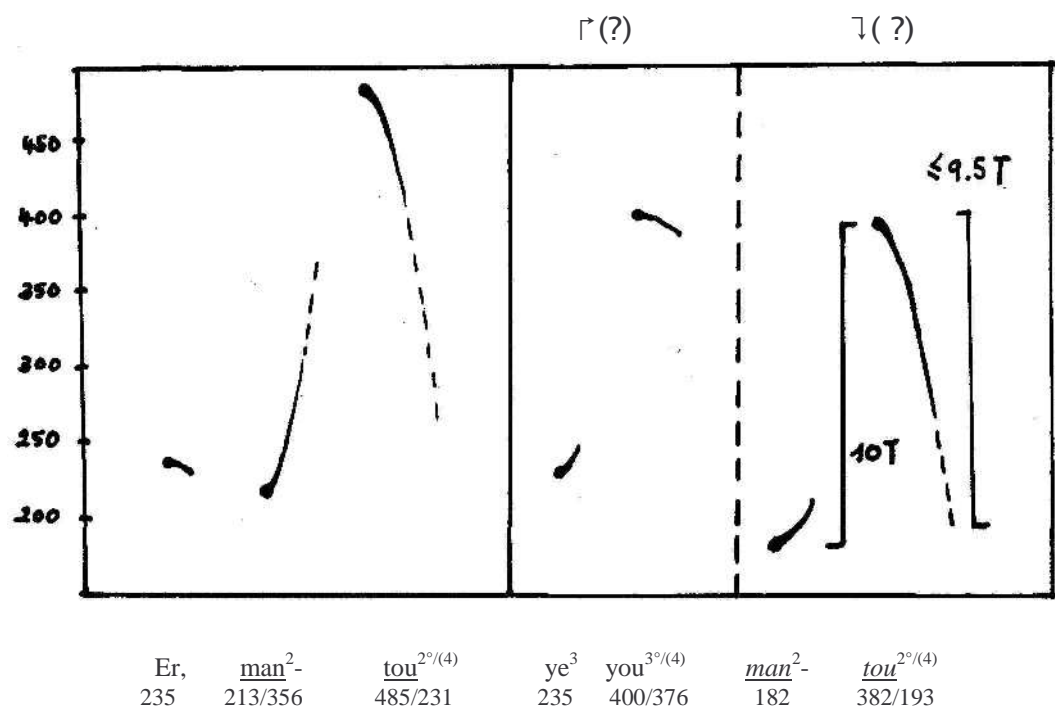 ↱(?) ↴( ?)
450
≤9.5T
400
350
300
250
10T
200
Er, man²- tou²°/(4) ye³ you³°/(4) man²- tou²°/(4)
235 213/356 485/231 235 400/376 182 382/193